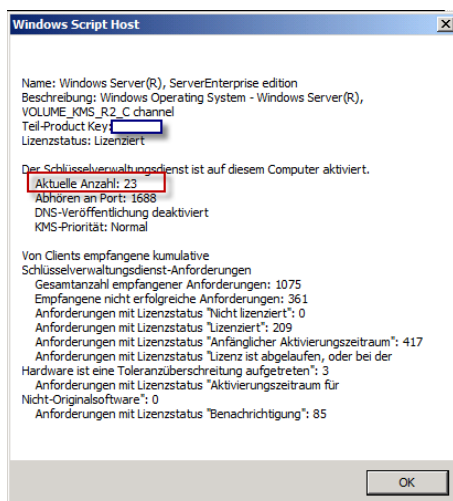 Windows Script Host
Name: Windows Server(R), ServerEnterprise edition
Beschreibung: Windows Operating System - Windows Server(R),
VOLUME_KMS_R2_C channel
Teil-Product Key:
Lizenzstatus: Lizenziert
Der Schlüsselverwaltungsdienst ist auf diesem Computer aktiviert.
Aktuelle Anzahl: 23
Abhören an Port: 1688
DNS-Veröffentlichung deaktiviert
KMS-Priorität: Normal
Von Clients empfangene kumulative
Schlüsselverwaltungsdienst-Anforderungen
Gesamtanzahl empfangener Anforderungen: 1075
Empfangene nicht erfolgreiche Anforderungen: 361
Anforderungen mit Lizenzstatus "Nicht lizenziert": 0
Anforderungen mit Lizenzstatus "Lizenziert": 209
Anforderungen mit Lizenzstatus "Anfänglicher Aktivierungszeitraum": 417
Anforderungen mit Lizenzstatus "Lizenz ist abgelaufen, oder bei der
Hardware ist eine Toleranzüberschreitung aufgetreten": 3
Anforderungen mit Lizenzstatus "Aktivierungszeitraum für
Nicht-Originalsoftware": 0
Anforderungen mit Lizenzstatus "Benachrichtigung": 85
OK